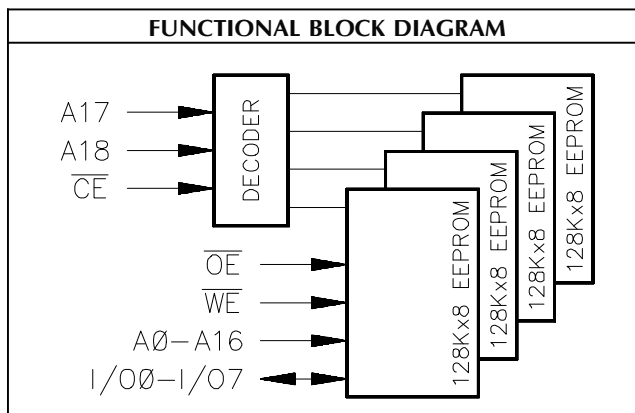 FUNCTIONAL BLOCK DIAGRAM
A17
A18
CE
DECODER
OE
WE
AØ-A16
I/OØ-I/O7
128Kx8 EEPROM
128Kx8 EEPROM
128Kx8 EEPROM
128Kx8 EEPROM